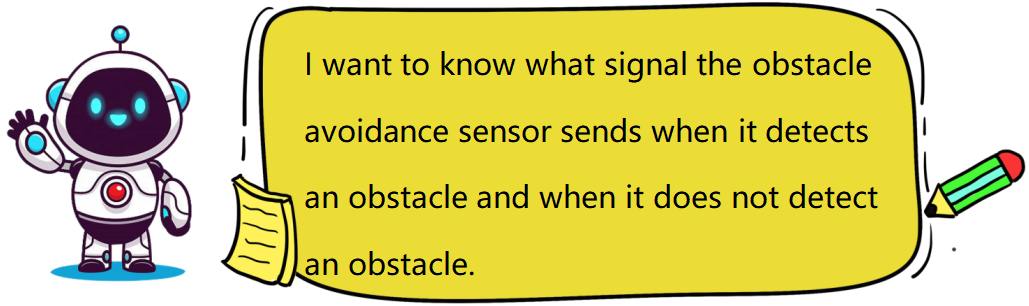 I want to know what signal the obstacle
avoidance sensor sends when it detects
an obstacle and when it does not detect
an obstacle.